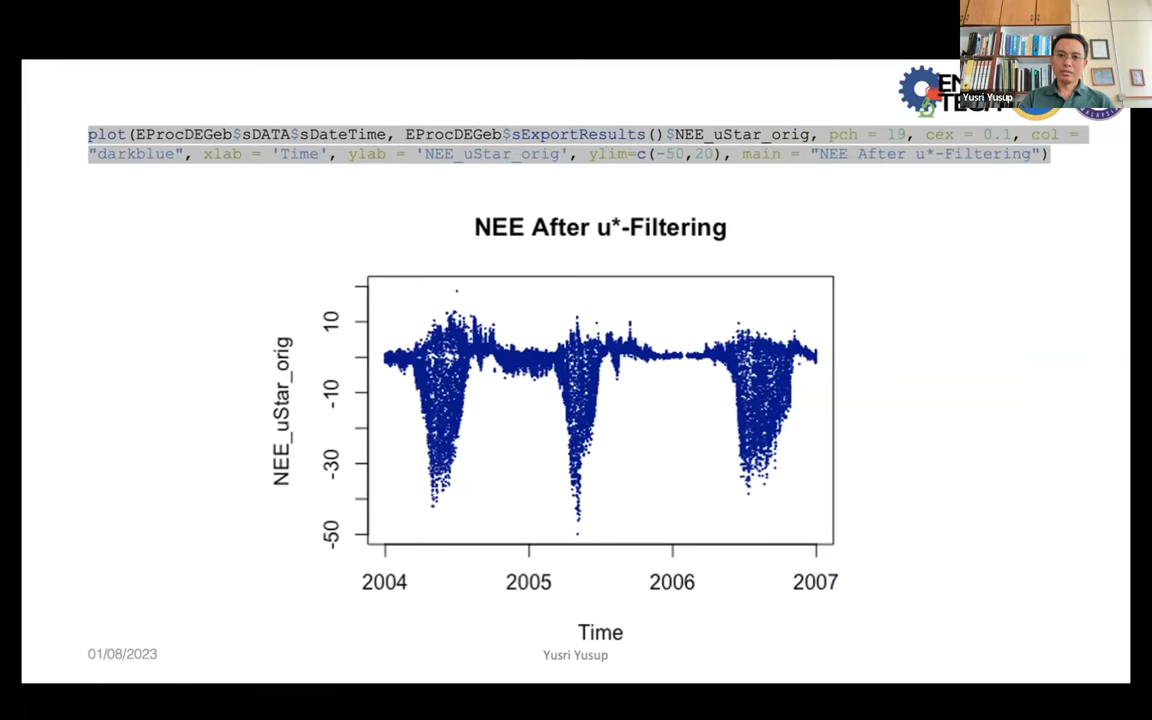 EN
TEC
Yusri Yusup
plot(EProcDEGeb$sDATA$sDateTime, EProcDEGeb$sExportResults()$NEE_uStar_orig, pch = 19, cex = 0.1, col =
"darkblue", xlab = 'Time', ylab = 'NEE_uStar_orig', ylim=c(-50,20), main = "NEE After u*-Filtering")
NEE After u*-Filtering
NEE_uStar_orig
10
-10
-30
-50
2004 2005 2006 2007
Time
01/08/2023
Yusri Yusup